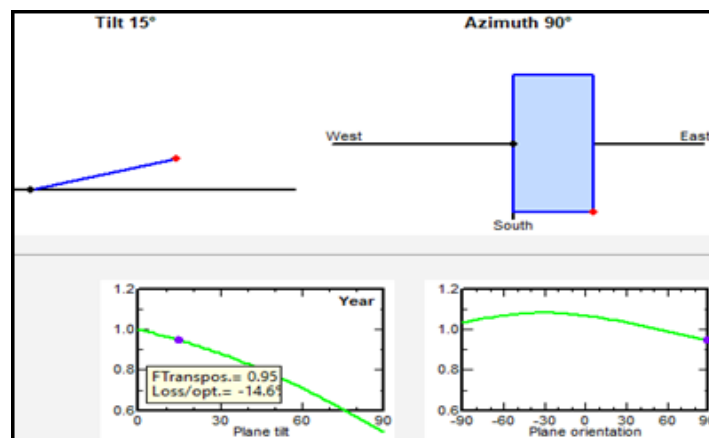 Tilt 15°
Azimuth 90°
West
East
South
1.2
1.0
0.8
0.6
Year
FTranspos.= 0.95
Loss/opt.= -14.6%
0
30
60
90
Plane tilt
1.2
1.0
0.8
0.6
-90
-60
-30
0
30
60
90
Plane orientation